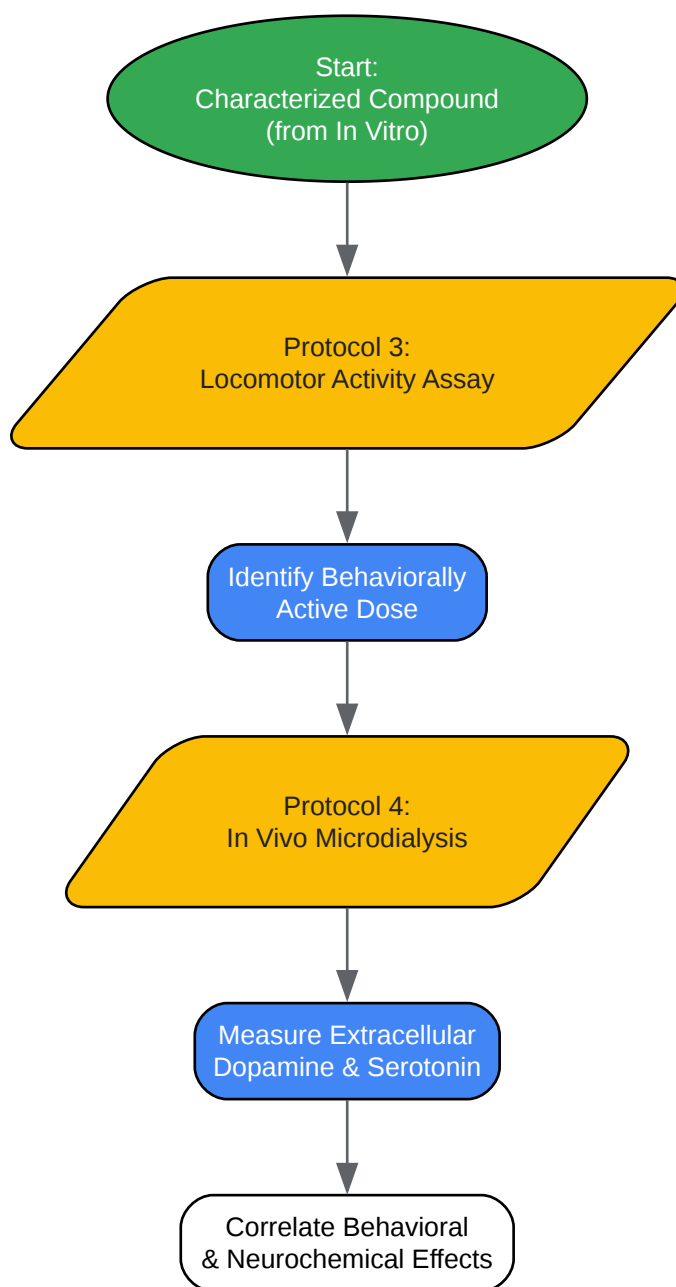 Start:
Characterized Compound
(from In Vitro)
Protocol 3:
Locomotor Activity Assay
Identify Behaviorally
Active Dose
Protocol 4:
In Vivo Microdialysis
Measure Extracellular
Dopamine & Serotonin
Correlate Behavioral
& Neurochemical Effects